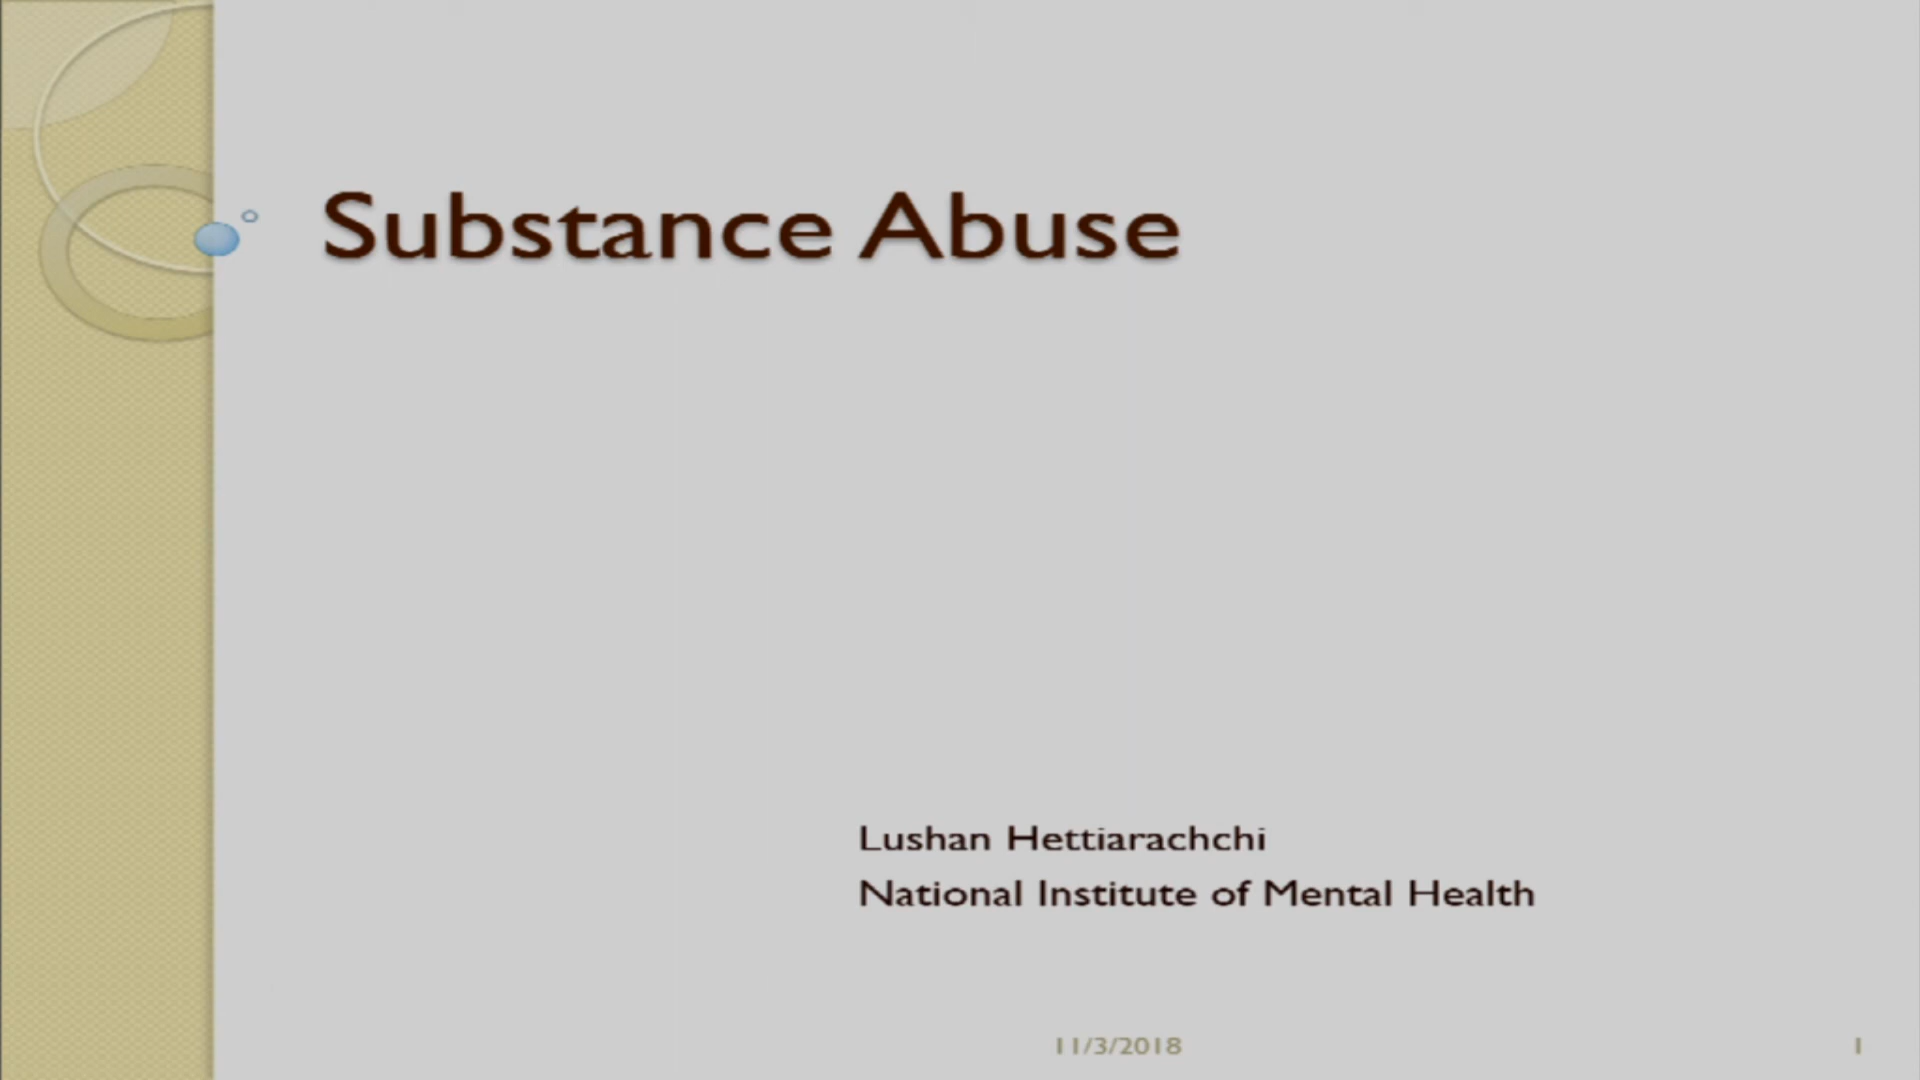 Substance Abuse
Lushan Hettiarachchi
National Institute of Mental Health
11/3/2018
1